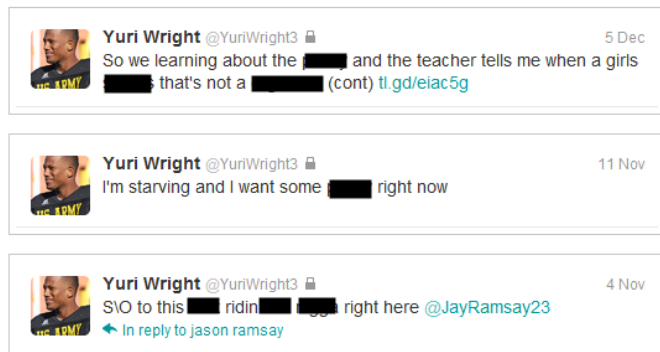 Yuri Wright @YuriWright3 5 Dec
So we learning about the and the teacher tells me when a girls
that's not a (cont) tl.gd/eiac5g
Yuri Wright @YuriWright3 11 Nov
I'm starving and I want some right now
Yuri Wright @YuriWright3 4 Nov
S\O to this ridin right here @JayRamsay23
In reply to jason ramsay